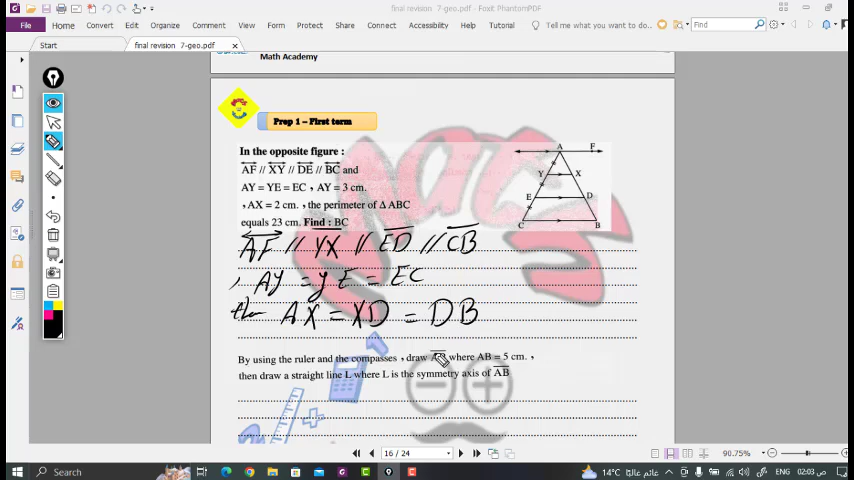 final revision 7-geo.pdf - Foxit PhantomPDF
File Home Convert Edit Organize Comment View Form Protect Share Connect Accessibility Help Tutorial Tell me what you want to do... Find
Start final revision 7-geo.pdf
Math Academy
Prep 1 – First term
In the opposite figure :
AF // XY // DE // BC and
AY = YE = EC , AY = 3 cm.
, AX = 2 cm. , the perimeter of Δ ABC
equals 23 cm. Find : BC
A F
Y X
E D
C B
AF // YX // ED // CB
, AY = YE = EC
then AX = XD = DB
By using the ruler and the compasses , draw AB where AB = 5 cm. ,
then draw a straight line L where L is the symmetry axis of AB
16 / 24 90.75%
Search 14°C غائم غالبًا ENG 02:03 ص